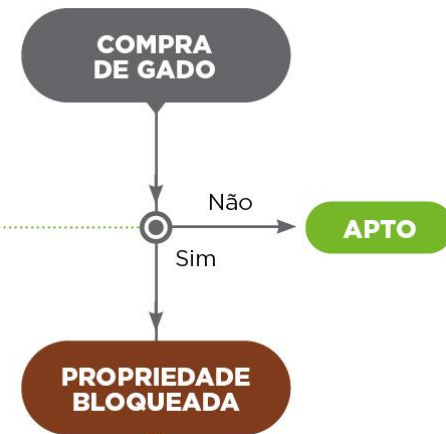 COMPRA
DE GADO
Não
APTO
Sim
PROPRIEDADE
BLOQUEADA